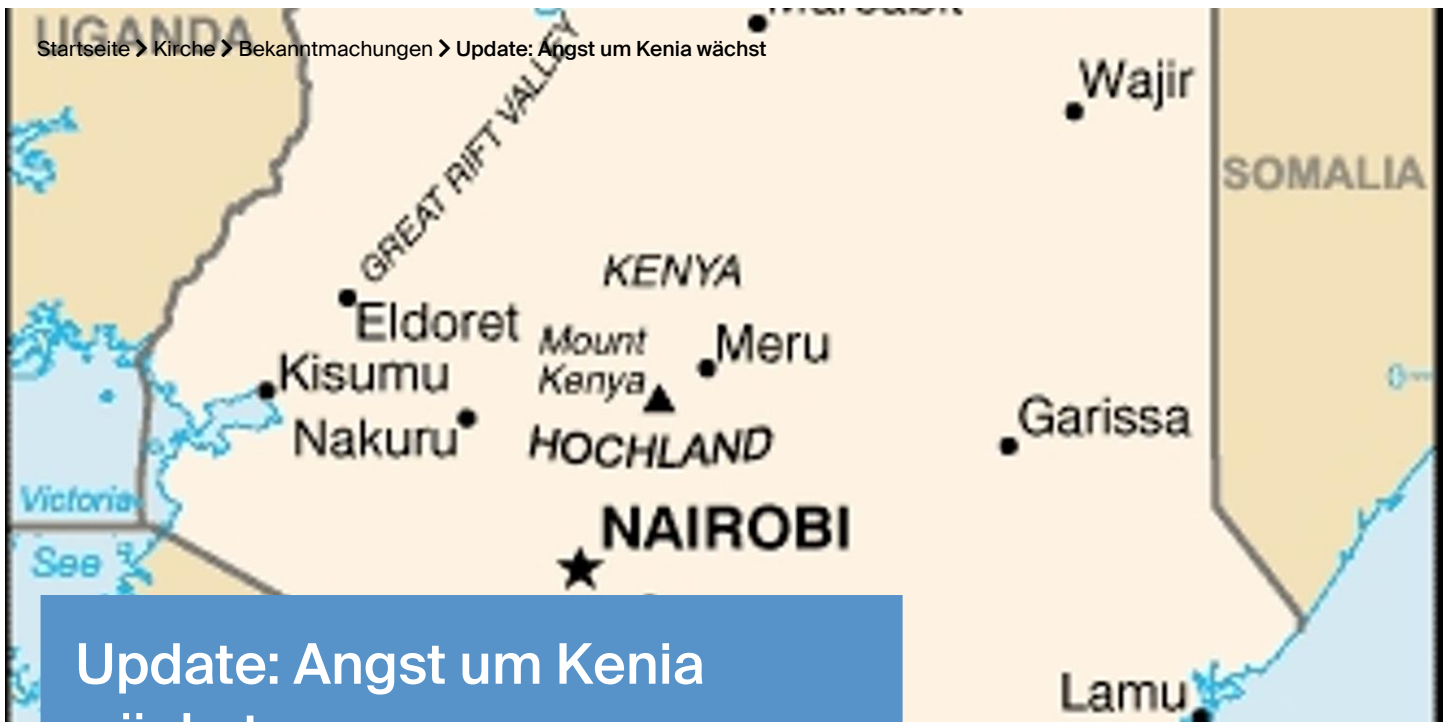 UGANDA
Startseite > Kirche > Bekanntmachungen > Update: Angst um Kenia wächst
GREAT RIFT VALLEY
Wajir
SOMALIA
KENYA
Eldoret
Mount
Kenya
Meru
Kisumu
Nakuru
HOCHLAND
Garissa
0
Victoria
See
NAIROBI
Update: Angst um Kenia
Lamu